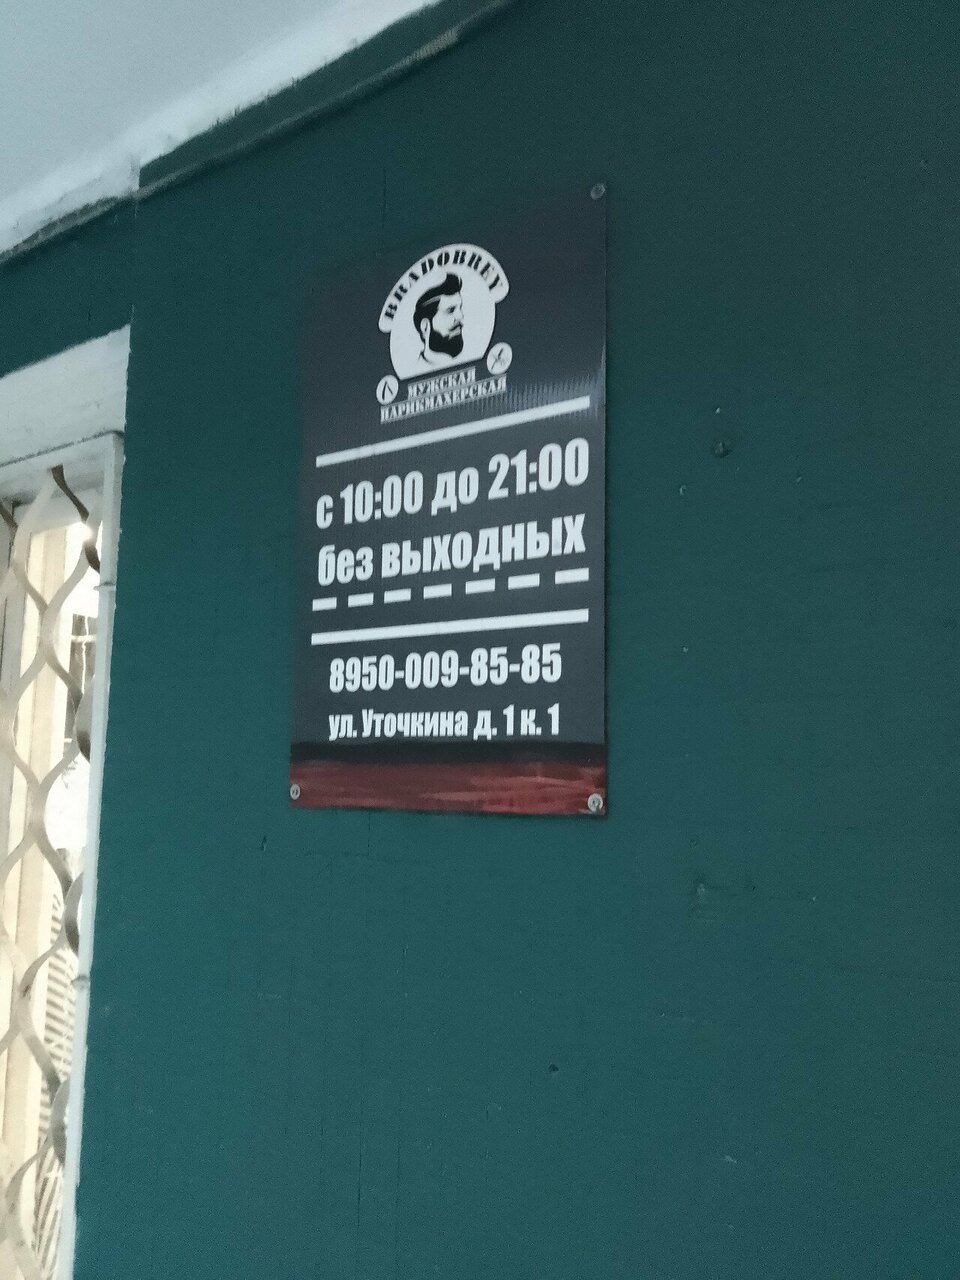 BRADOBREY
МУЖСКАЯ
ПАРИКМАХЕРСКАЯ
с 10:00 до 21:00
без выходных
8950-009-85-85
ул. Уточкина д. 1 к. 1